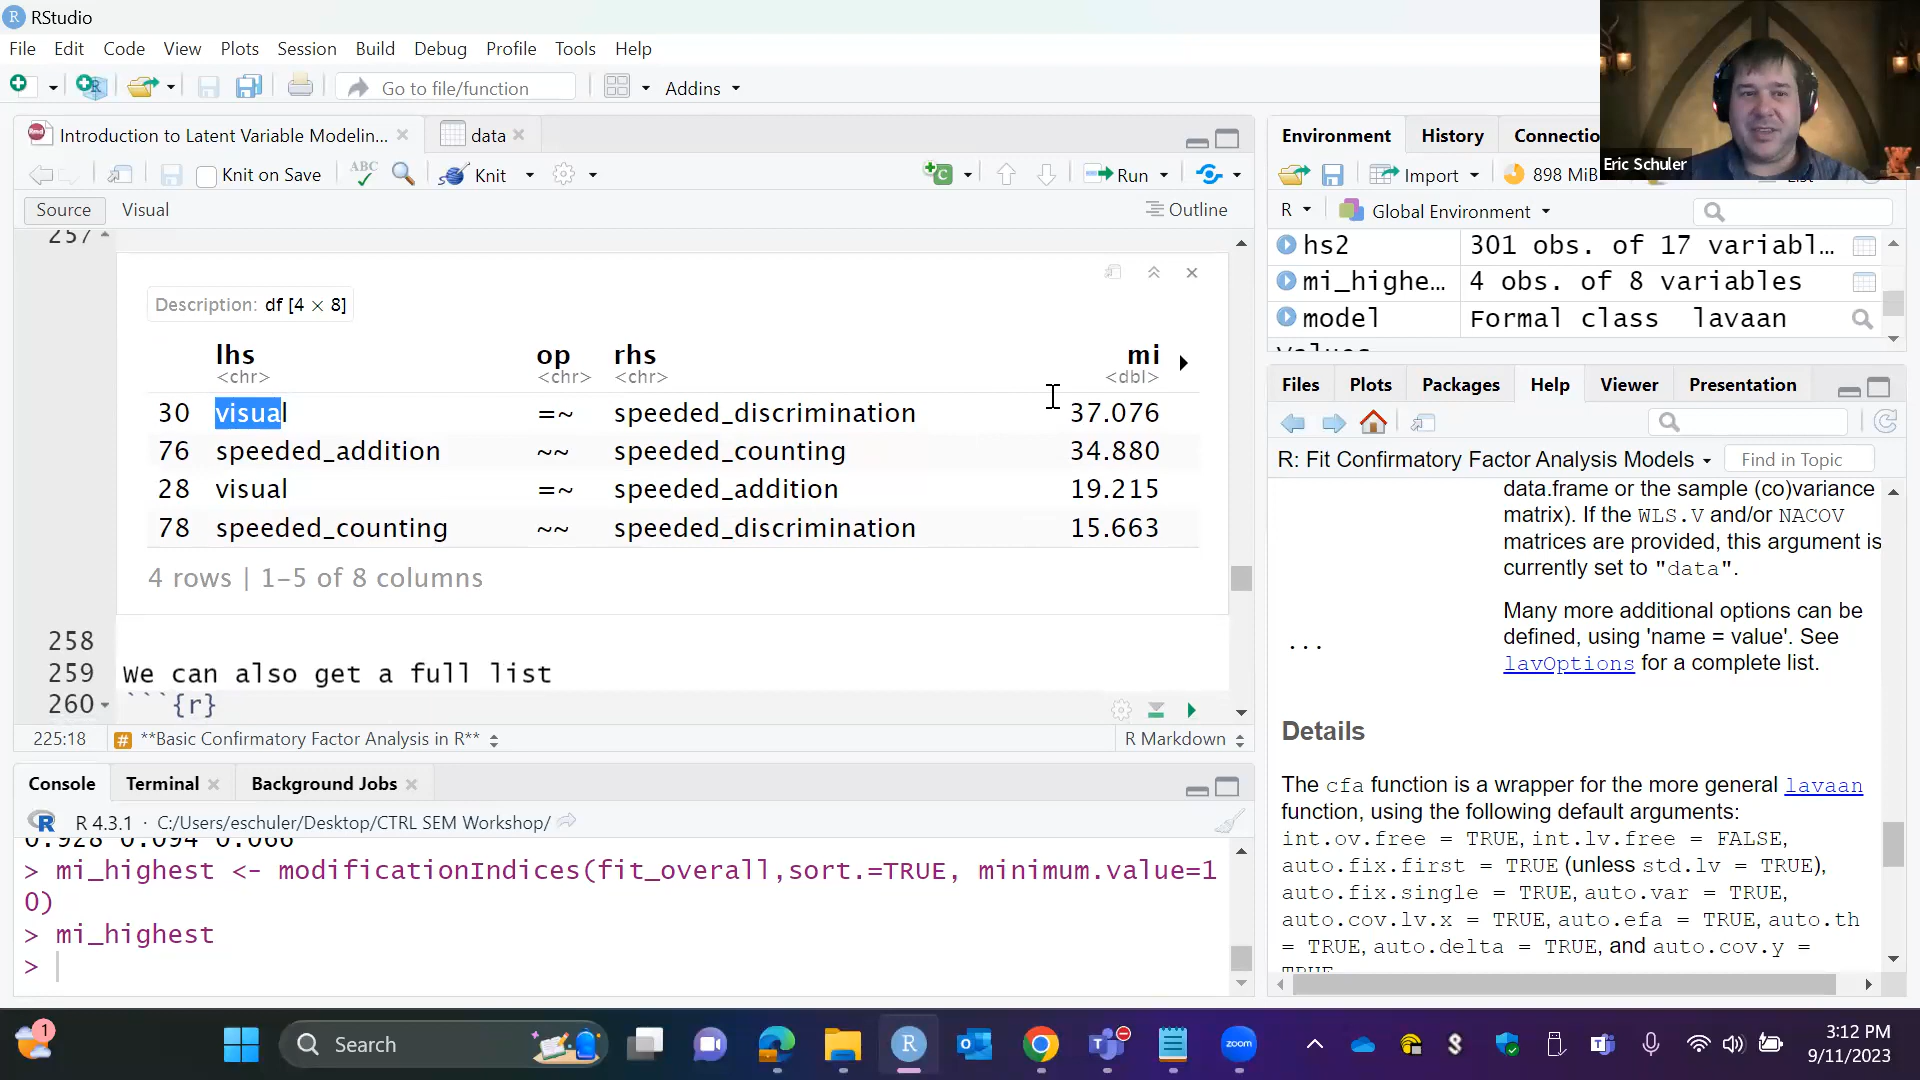 RStudio
File Edit Code View Plots Session Build Debug Profile Tools Help
Go to file/function
Addins
Introduction to Latent Variable Modelin...
data
Knit on Save
ABC
Knit
Run
Source Visual
Outline
257
Description: df [4 × 8]
lhs op rhs mi
<chr> <chr> <chr> <dbl>
30 visual =~ speeded_discrimination 37.076
76 speeded_addition ~~ speeded_counting 34.880
28 visual =~ speeded_addition 19.215
78 speeded_counting ~~ speeded_discrimination 15.663
4 rows | 1-5 of 8 columns
258
259 We can also get a full list
260 ```{r}
225:18 # **Basic Confirmatory Factor Analysis in R** R Markdown
Console Terminal Background Jobs
R 4.3.1 · C:/Users/eschuler/Desktop/CTRL SEM Workshop/
0.928 0.094 0.066
> mi_highest <- modificationIndices(fit_overall,sort.=TRUE, minimum.value=1
0)
> mi_highest
>
Environment History Connectio
Import 898 MiB
R Global Environment
hs2 301 obs. of 17 variabl...
mi_highe... 4 obs. of 8 variables
model Formal class lavaan
Eric Schuler
Files Plots Packages Help Viewer Presentation
R: Fit Confirmatory Factor Analysis Models Find in Topic
data.frame or the sample (co)variance
matrix). If the WLS.V and/or NACOV
matrices are provided, this argument is
currently set to "data".
... Many more additional options can be
defined, using 'name = value'. See
lavOptions for a complete list.
Details
The cfa function is a wrapper for the more general lavaan
function, using the following default arguments:
int.ov.free = TRUE, int.lv.free = FALSE,
auto.fix.first = TRUE (unless std.lv = TRUE),
auto.fix.single = TRUE, auto.var = TRUE,
auto.cov.lv.x = TRUE, auto.efa = TRUE, auto.th
= TRUE, auto.delta = TRUE, and auto.cov.y =
TRUE
1
Search
zoom
3:12 PM
9/11/2023